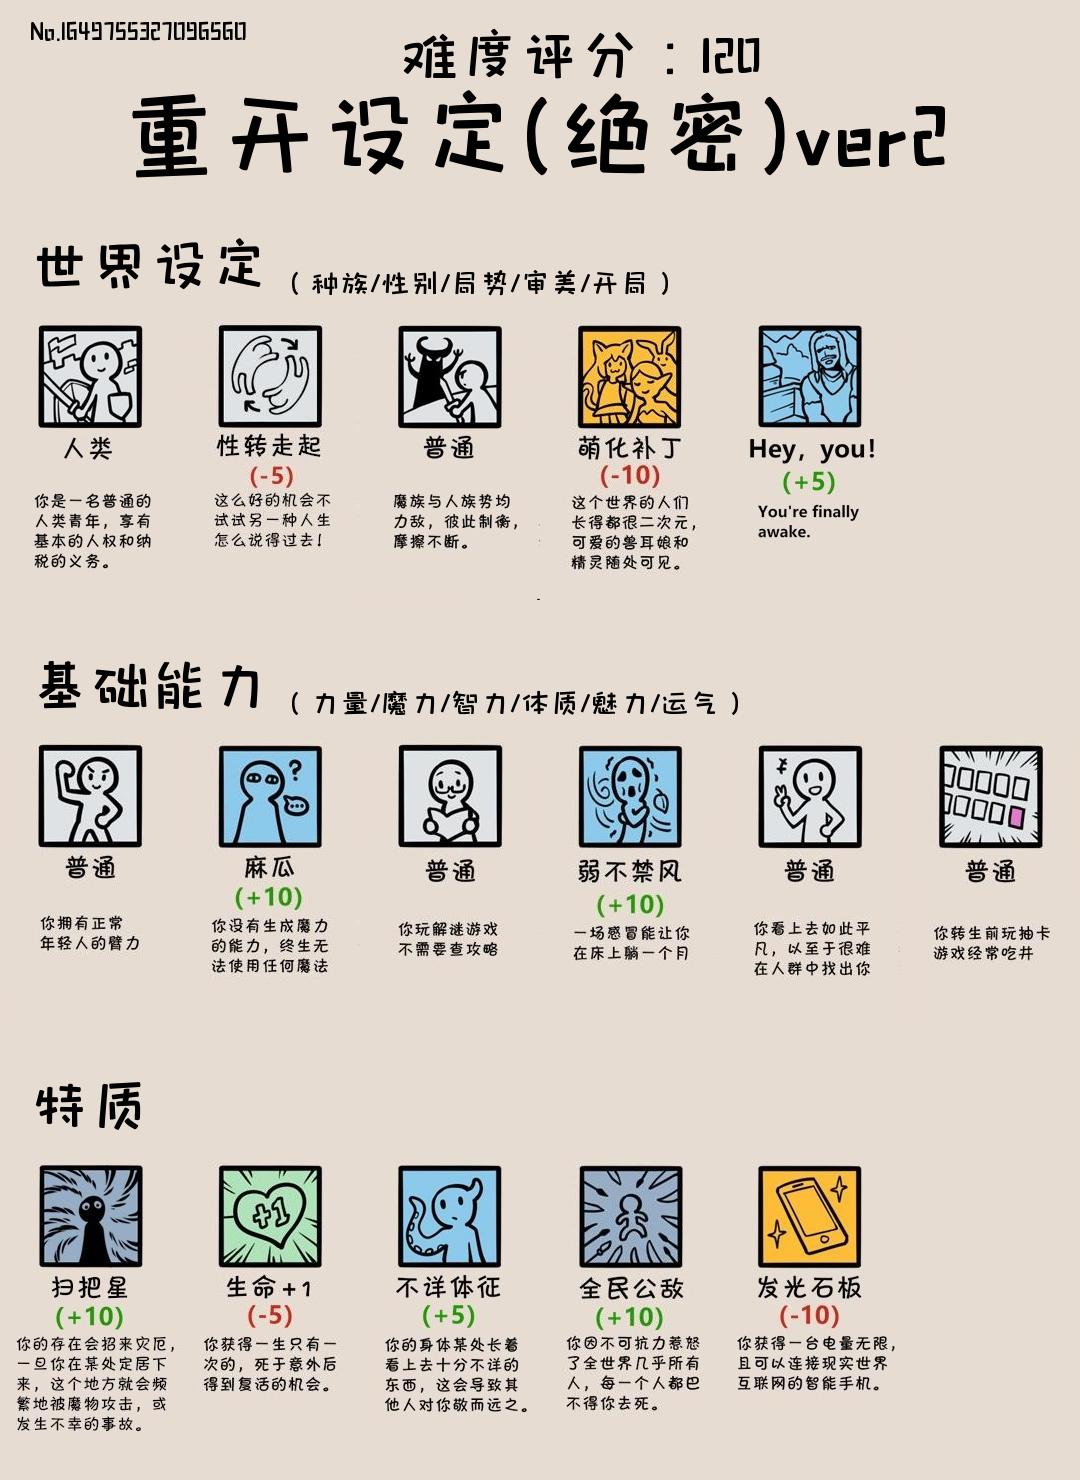 No.1649755327096560
难度评分：120
重开设定(绝密)ver2
世界设定 ( 种族/性别/局势/审美/开局 )
人类
你是一名普通的
人类青年，享有
基本的人权和纳
税的义务。
性转走起
(-5)
这么好的机会不
试试另一种人生
怎么说得过去！
普通
魔族与人族势均
力敌，彼此制衡，
摩擦不断。
萌化补丁
(-10)
这个世界的人们
长得都很二次元，
可爱的兽耳娘和
精灵随处可见。
Hey, you!
(+5)
You're finally
awake.
基础能力 ( 力量/魔力/智力/体质/魅力/运气 )
普通
你拥有正常
年轻人的臂力
麻瓜
(+10)
你没有生成魔力
的能力，终生无
法使用任何魔法
普通
你玩解谜游戏
不需要查攻略
弱不禁风
(+10)
一场感冒能让你
在床上躺一个月
普通
你看上去如此平
凡，以至于很难
在人群中找出你
普通
你转生前玩抽卡
游戏经常吃井
特质
扫把星
(+10)
你的存在会招来灾厄，
一旦你在某处定居下
来，这个地方就会频
繁地被魔物攻击，或
发生不幸的事故。
+1
生命+1
(-5)
你获得一生只有一
次的，死于意外后
得到复活的机会。
不详体征
(+5)
你的身体某处长着
看上去十分不详的
东西，这会导致其
他人对你敬而远之。
全民公敌
(+10)
你因不可抗力惹怒
了全世界几乎所有
人，每一个人都巴
不得你去死。
发光石板
(-10)
你获得一台电量无限，
且可以连接现实世界
互联网的智能手机。